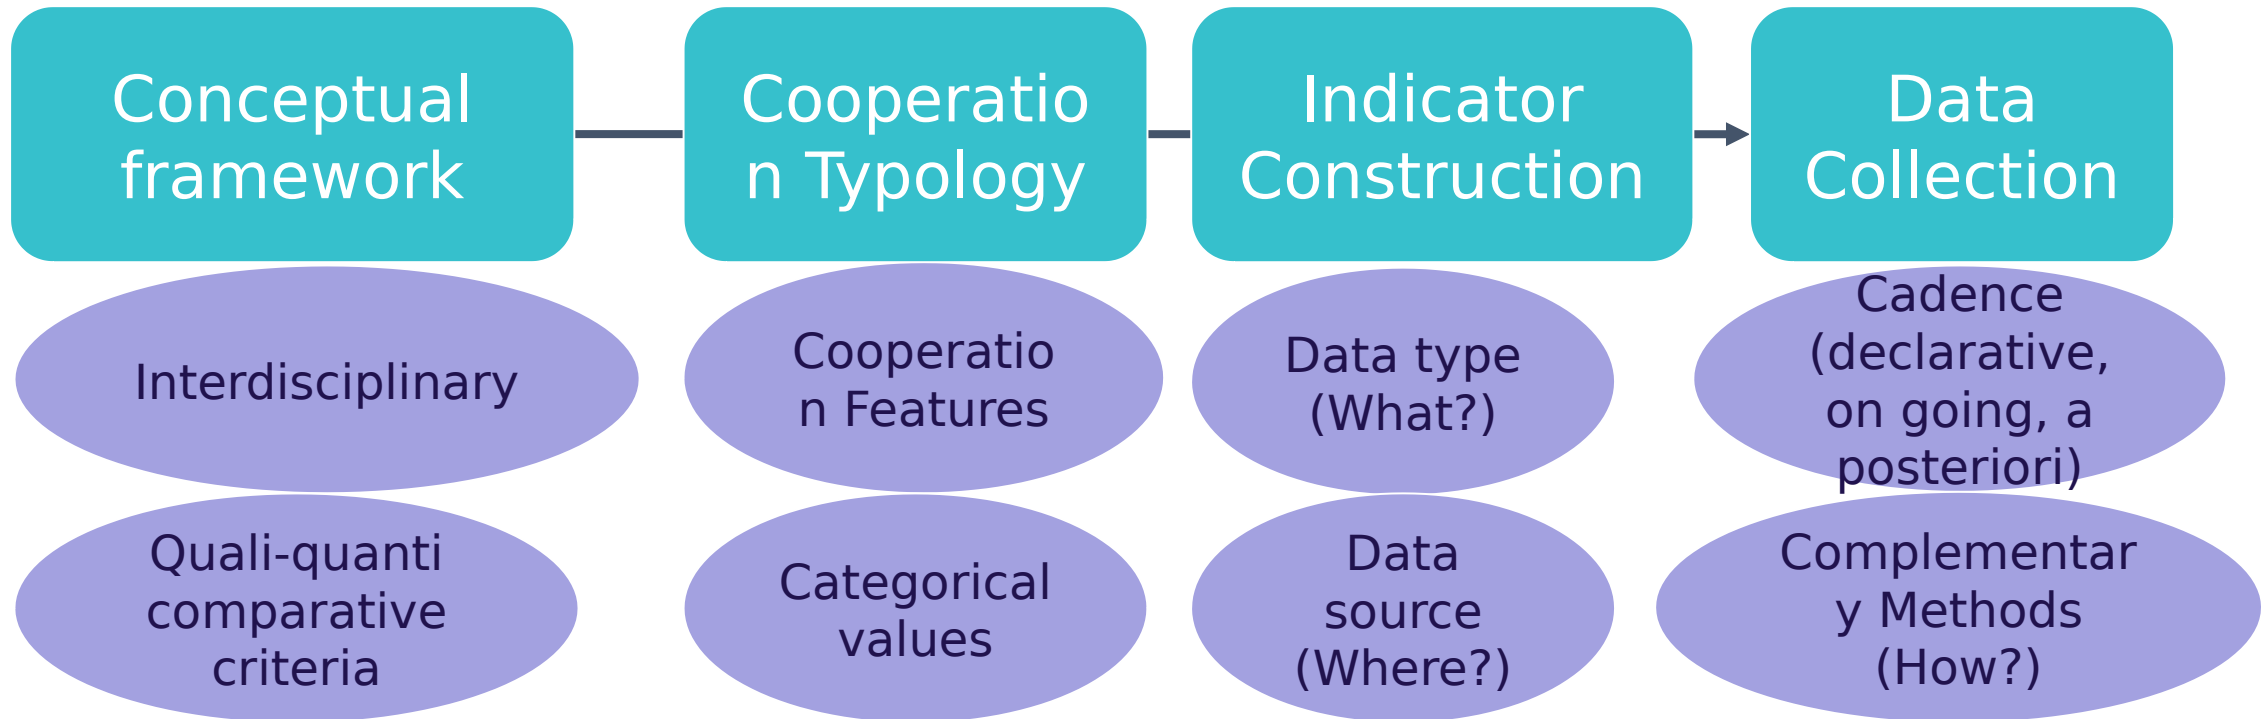 Conceptual
framework
Cooperatio
n Typology
Indicator
Construction
Data
Collection
Interdisciplinary
Cooperatio
n Features
Data type
(What?)
Cadence
(declarative,
on going, a
posteriori)
Quali-quanti
comparative
criteria
Categorical
values
Data
source
(Where?)
Complementar
y Methods
(How?)